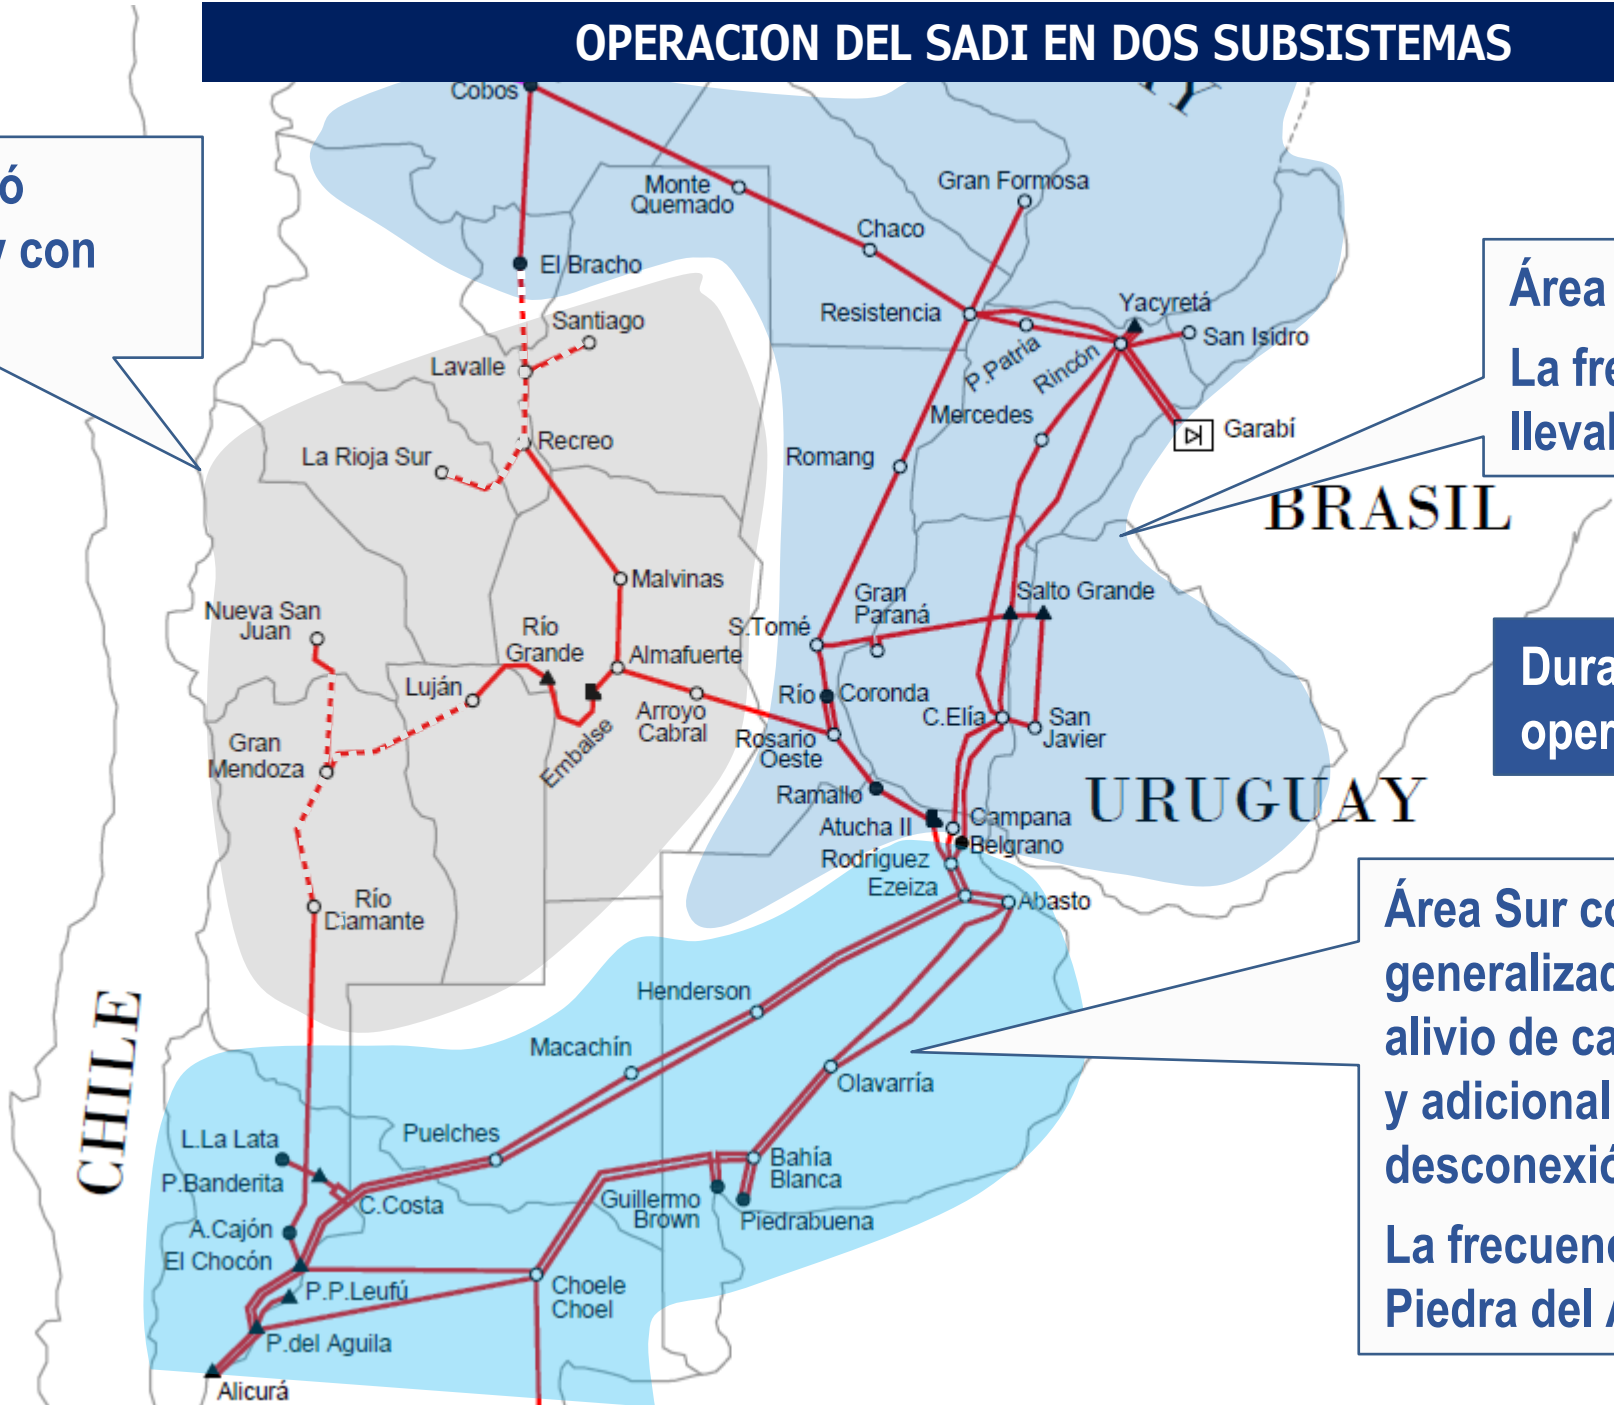 OPERACION DEL SADI EN DOS SUBSISTEMAS
Cobos
Monte
Quemado
Gran Formosa
Chaco
El Bracho
Resistencia
Yacyretá
San Isidro
P.Patria
Rincón
Santiago
Lavalle
Mercedes
Garabí
Recreo
La Rioja Sur
Romang
BRASIL
Malvinas
Nueva San
Juan
Río
Grande
Almafuerte
S.Tomé
Gran
Paraná
Salto Grande
Luján
Arroyo
Cabral
Río Coronda
C.Elía
San
Javier
Gran
Mendoza
Embalse
Rosario
Oeste
Ramallo
URUGUAY
Atucha II
Campana
Belgrano
Rodríguez
Ezeiza
Abasto
Río
Diamante
Henderson
CHILE
Macachín
Olavarría
L.La Lata
Puelches
P.Banderita
C.Costa
Bahía
Blanca
Guillermo
Brown
Piedrabuena
A.Cajón
El Chocón
P.P.Leufú
Choele
Choel
P.del Aguila
Alicurá
ó
y con
Área
La fre
lleval
Dura
oper
Área Sur co
generalizad
alivio de ca
y adicional
desconexió
La frecuenc
Piedra del A